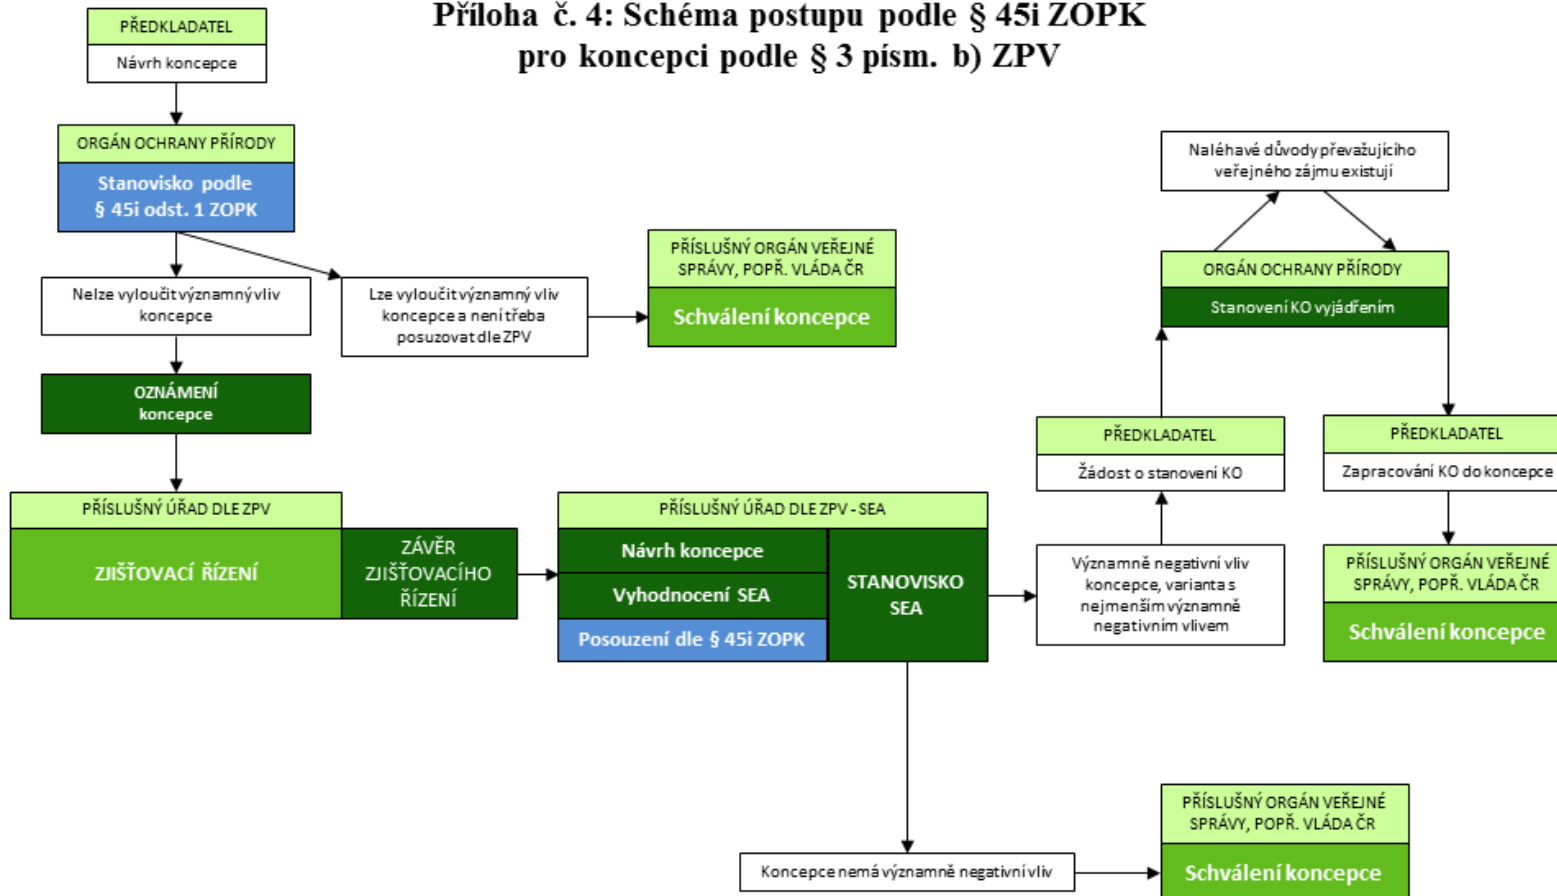 Příloha č. 4: Schéma postupu podle § 45i ZOPK
pro koncepci podle § 3 písm. b) ZPV
PŘEDKLADATEL
Návrh koncepce
ORGÁN OCHRANY PŘÍRODY
Stanovisko podle
§ 45i odst. 1 ZOPK
Nelze vyloučit významný vliv
koncepce
Lze vyloučit významný vliv
koncepce a není třeba
posuzovat dle ZPV
PŘÍSLUŠNÝ ORGÁN VEŘEJNÉ
SPRÁVY, POPŘ. VLÁDA ČR
Schválení koncepce
OZNÁMENÍ
koncepce
PŘÍSLUŠNÝ ÚŘAD DLE ZPV
ZJIŠŤOVACÍ ŘÍZENÍ
ZÁVĚR
ZJIŠŤOVACÍHO
ŘÍZENÍ
PŘÍSLUŠNÝ ÚŘAD DLE ZPV - SEA
Návrh koncepce
Vyhodnocení SEA
Posouzení dle § 45i ZOPK
STANOVISKO
SEA
Významně negativní vliv
koncepce, varianta s
nejmenším významně
negativním vlivem
PŘEDKLADATEL
Žádost o stanovení KO
ORGÁN OCHRANY PŘÍRODY
Stanovení KO vyjádřením
Naléhavé důvody převažujícího
veřejného zájmu existují
PŘEDKLADATEL
Zapracování KO do koncepce
PŘÍSLUŠNÝ ORGÁN VEŘEJNÉ
SPRÁVY, POPŘ. VLÁDA ČR
Schválení koncepce
Koncepce nemá významně negativní vliv
PŘÍSLUŠNÝ ORGÁN VEŘEJNÉ
SPRÁVY, POPŘ. VLÁDA ČR
Schválení koncepce